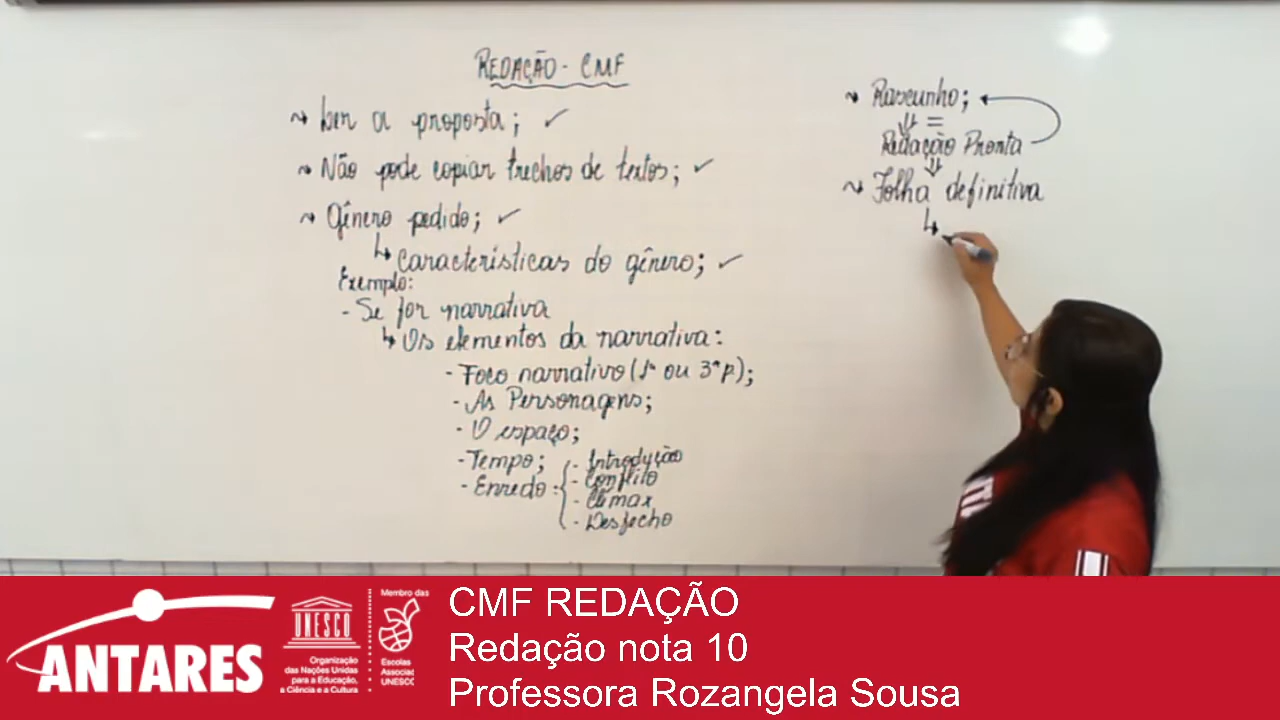 REDAÇÃO - CMF
↝ Ler a proposta; ✓
↝ Não pode copiar trechos de textos; ✓
↝ Gênero pedido; ✓
↳ características do gênero; ✓
Exemplo:
- Se for narrativa
↳ Os elementos da narrativa:
- Foco narrativo (1ª ou 3ª p);
- As Personagens;
- O espaço;
- Tempo;
- Enredo:
- Introdução
- Conflito
- Clímax
- Desfecho
↝ Rascunho;
⇓ =
Redação Pronta
⇓
↝ Folha definitiva
↳
ANTARES
UNESCO
Organização
das Nações Unidas
para a Educação,
a Ciência e a Cultura
Membro das
Escolas
Associa
UNESCO
CMF REDAÇÃO
Redação nota 10
Professora Rozangela Sousa